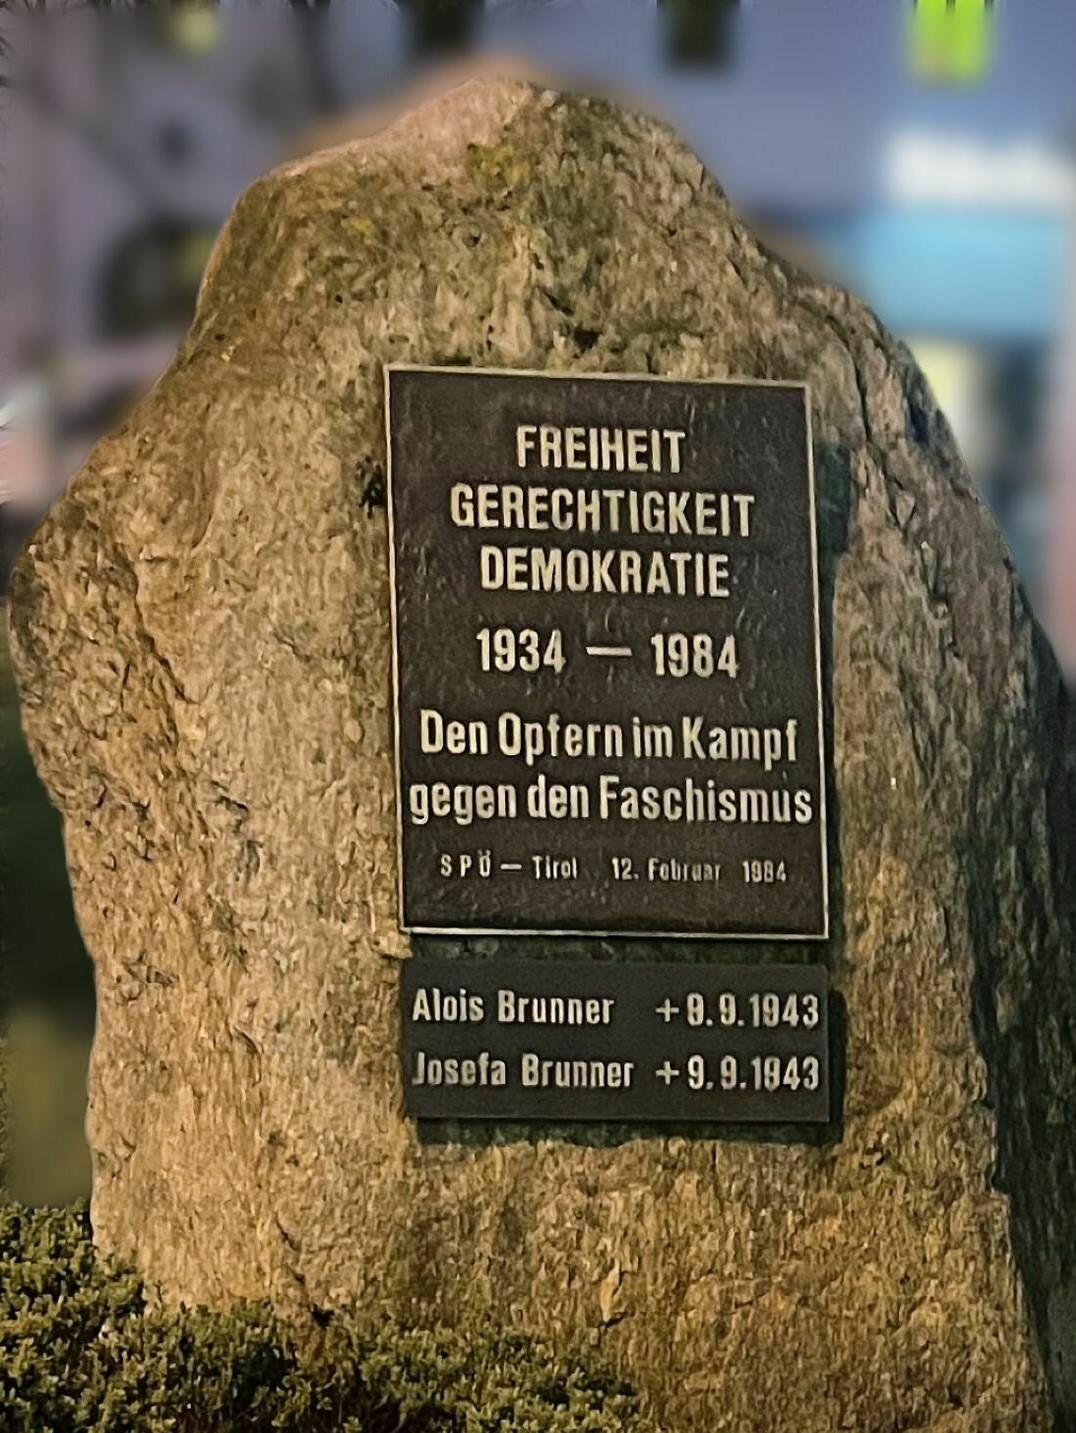 FREIHEIT
GERECHTIGKEIT
DEMOKRATIE
1934 — 1984
Den Opfern im Kampf
gegen den Faschismus
SPÖ — Tirol 12. Februar 1984
Alois Brunner +9.9.1943
Josefa Brunner +9.9.1943